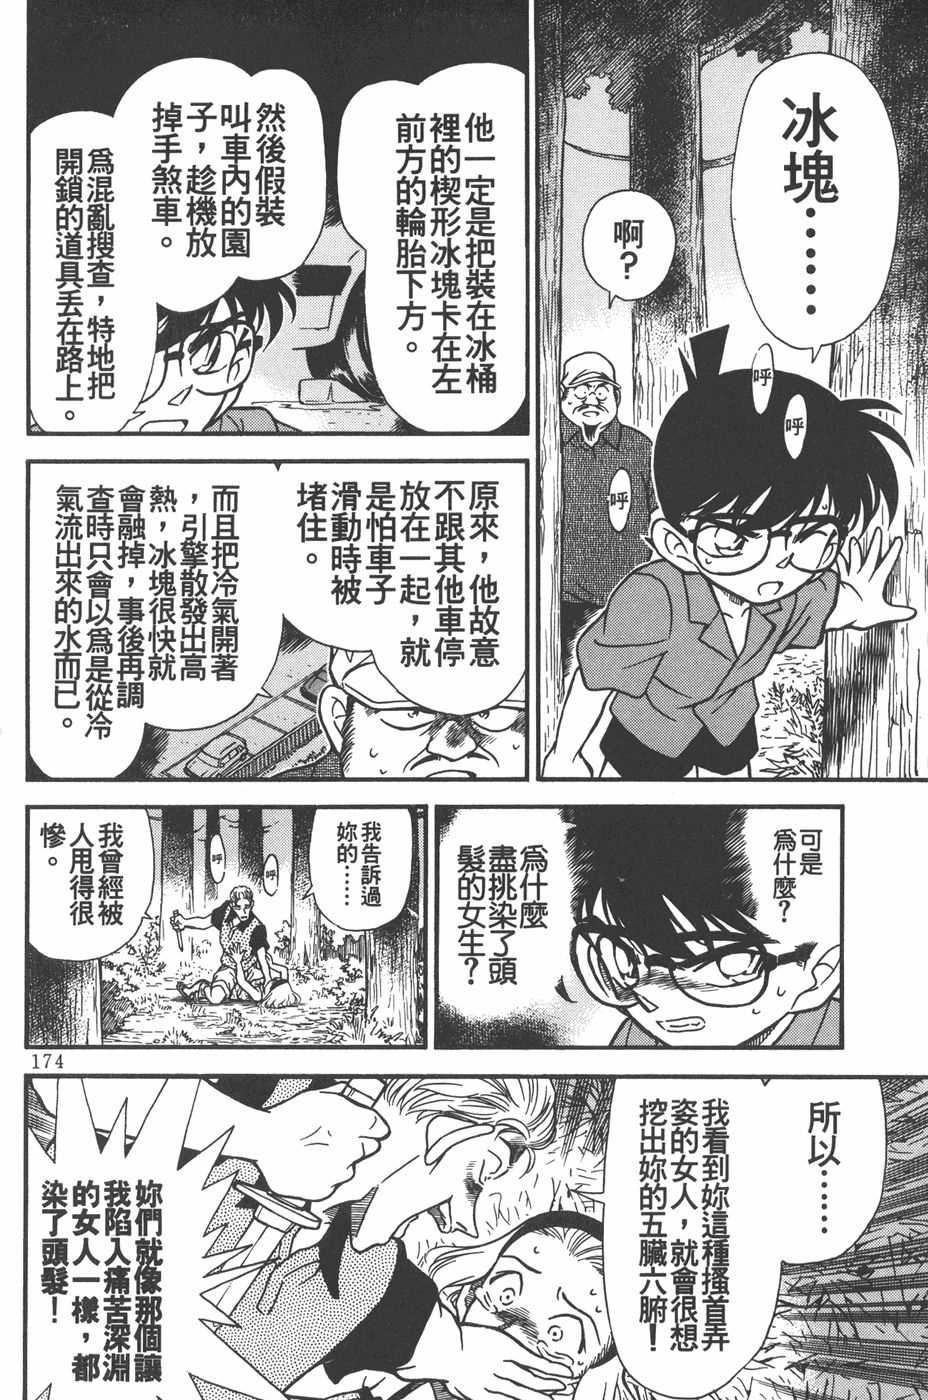 冰塊……
啊?
呼
呼
呼
他一定是把裝在冰桶
裡的楔形冰塊卡在左
前方的輪胎下方。
然後假裝
叫車內的園
子，趁機放
掉手煞車。
為混亂搜查，特地把
開鎖的道具丟在路上。
原來，他故意
不跟其他車停
放在一起，就
是怕車子
滑動時被
堵住。
而且把冷氣開著
，引擎散發出高
熱，冰塊很快就
會融掉，事後再調
查時只會以為是從冷
氣流出來的水而已。
可是
為什麼?
為什麼
盡挑染了頭
髮的女生?
我告訴過
妳的……
呼
呼
我曾經被
人甩得很
慘。
174
所以……
我看到妳這種搔首弄
姿的女人，就會很想
挖出妳的五臟六腑!
妳們就像那個讓
我陷入痛苦深淵
的女人一樣，都
染了頭髮!